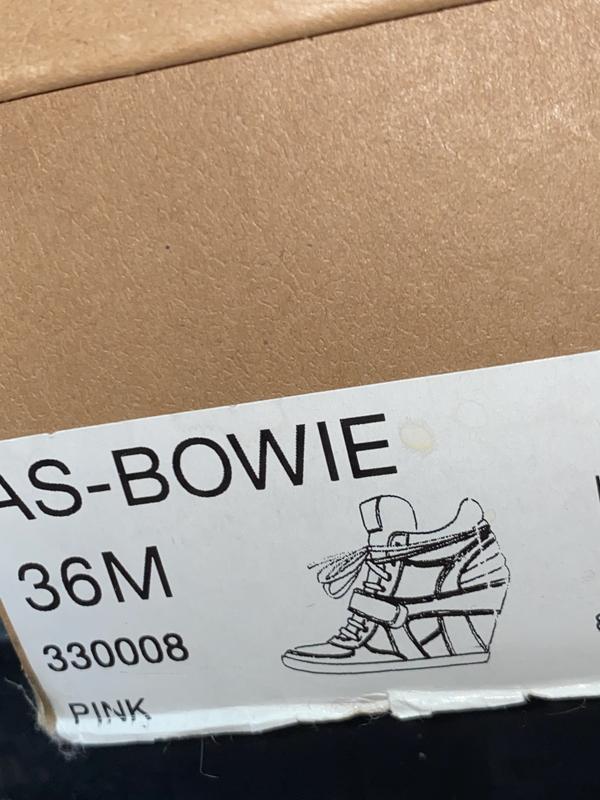 AS-BOWIE
36M
330008
PINK